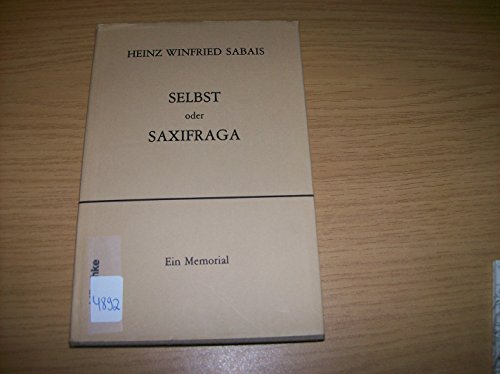 HEINZ WINFRIED SABAIS
SELBST
oder
SAXIFRAGA
Ein Memorial
4892